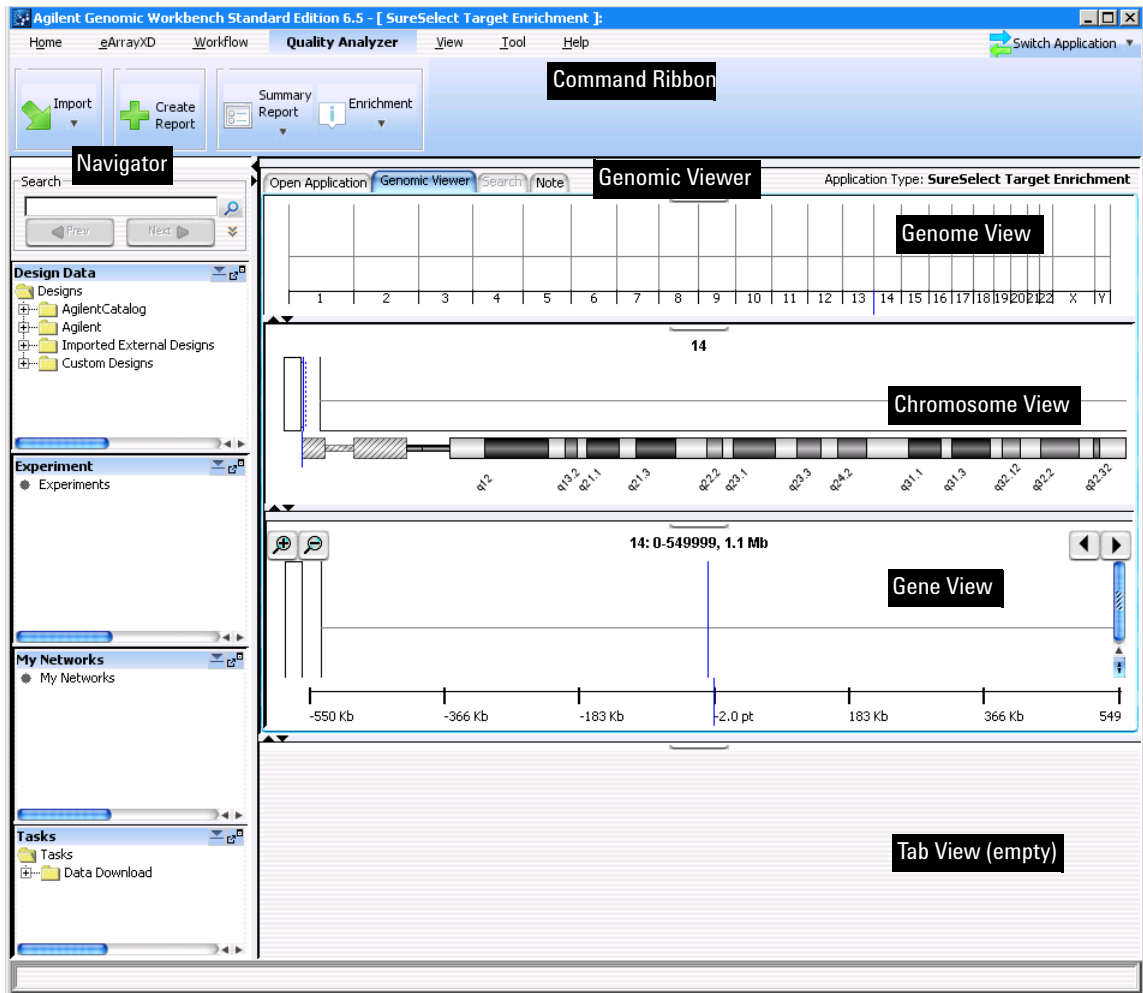 Agilent Genomic Workbench Standard Edition 6.5 - [ SureSelect Target Enrichment ]:
Home eArrayXD Workflow Quality Analyzer View Tool Help Switch Application
Command Ribbon
Import
Create Report
Summary Report
Enrichment
Navigator
Search
Prev Next
Design Data
Designs
AgilentCatalog
Agilent
Imported External Designs
Custom Designs
Experiment
Experiments
My Networks
My Networks
Tasks
Tasks
Data Download
Open Application Genomic Viewer Search Note
Genomic Viewer
Application Type: SureSelect Target Enrichment
Genome View
1 2 3 4 5 6 7 8 9 10 11 12 13 14 15 16 17 18 19 20 21 22 X Y
14
Chromosome View
q12 q13.2 q21.1 q21.3 q22.2 q23.1 q23.3 q24.2 q31.1 q31.3 q32.12 q32.2 q32.32
14: 0-549999, 1.1 Mb
Gene View
-550 Kb -366 Kb -183 Kb -2.0 pt 183 Kb 366 Kb 549
Tab View (empty)